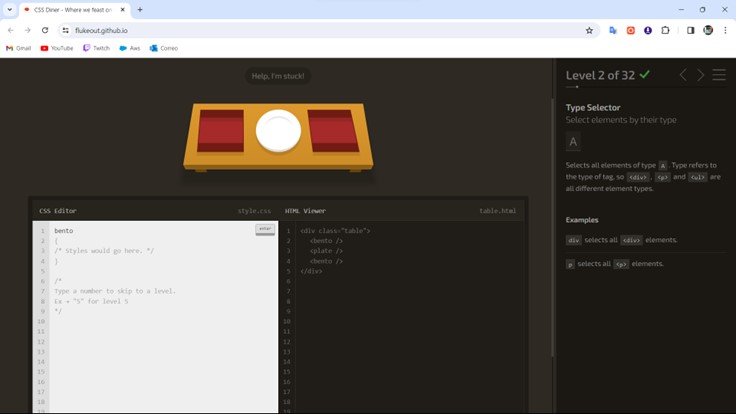 CSS Diner - Where we feast on
flukeout.github.io
Gmail
YouTube
Twitch
Aws
Correo
Help, I'm stuck!
CSS Editor
style.css
1 bento
2 {
3 /* Styles would go here. */
4 }
5
6 /*
7 Type a number to skip to a level.
8 Ex → "5" for level 5
9 */
10
11
12
13
14
15
16
17
18
enter
HTML Viewer
table.html
1 <div class="table">
2 <bento />
3 <plate />
4 <bento />
5 </div>
6
7
8
9
10
11
12
13
14
15
16
17
18
Level 2 of 32
Type Selector
Select elements by their type
A
Selects all elements of type A. Type refers
to the type of tag, so <div>, <p> and <ul> are
all different element types.
Examples
div selects all <div> elements.
p selects all <p> elements.